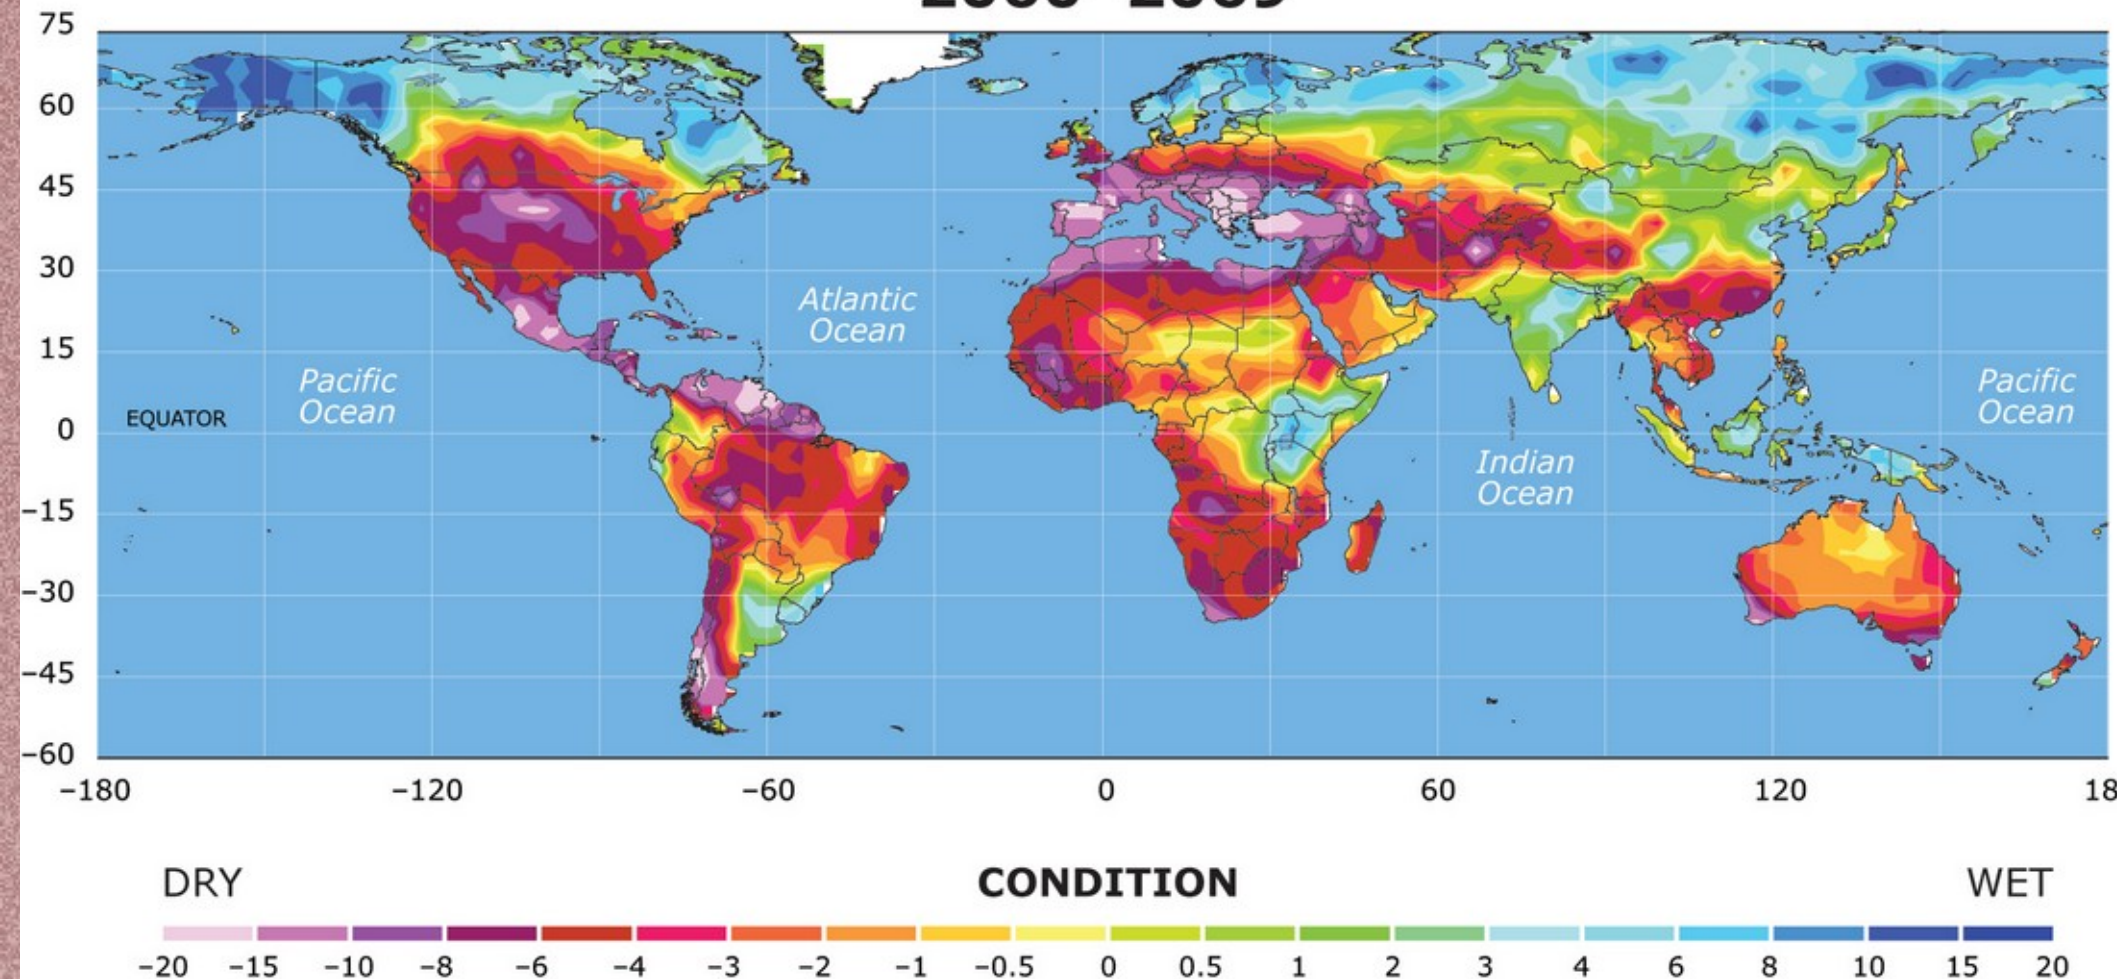 75
60
45
30
15
0
–15
–30
–45
–60
Atlantic
Ocean
Pacific
Ocean
EQUATOR
Indian
Ocean
Pacific
Ocean
–180 –120 –60 0 60 120 18
DRY CONDITION WET
–20 –15 –10 –8 –6 –4 –3 –2 –1 –0.5 0 0.5 1 2 3 4 6 8 10 15 20